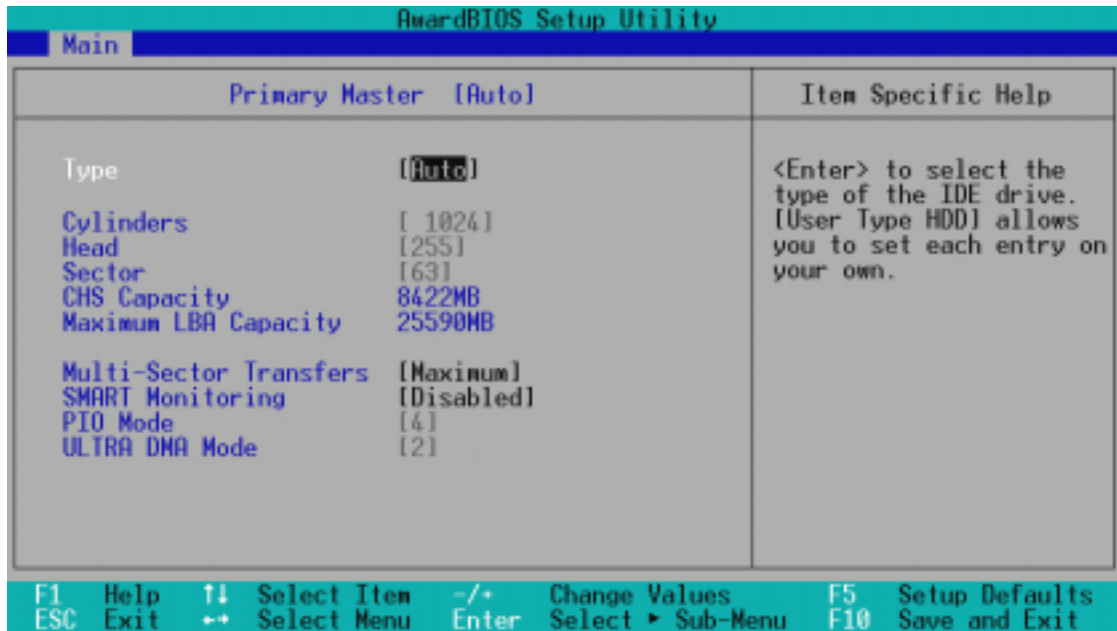 AwardBIOS Setup Utility
Main
Primary Master [Auto]
Item Specific Help
Type [Auto]
Cylinders [ 1024]
Head [255]
Sector [63]
CHS Capacity 8422MB
Maximum LBA Capacity 25590MB
Multi-Sector Transfers [Maximum]
SMART Monitoring [Disabled]
PIO Mode [4]
ULTRA DMA Mode [2]
<Enter> to select the
type of the IDE drive.
[User Type HDD] allows
you to set each entry on
your own.
F1 Help ↑↓ Select Item -/+ Change Values F5 Setup Defaults
ESC Exit ←→ Select Menu Enter Select ► Sub-Menu F10 Save and Exit